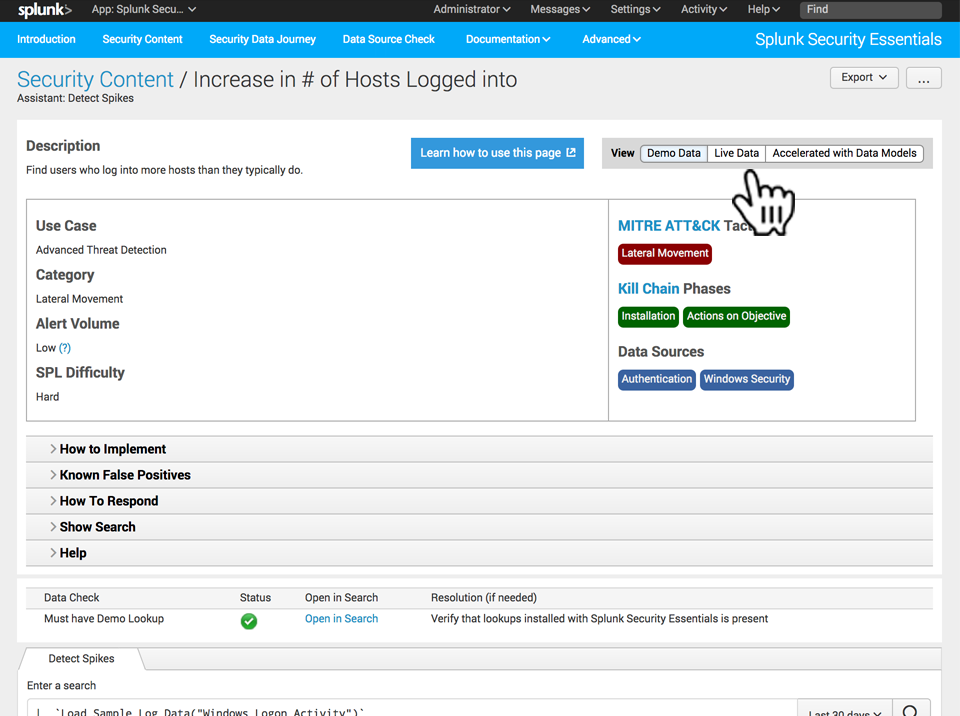 splunk> App: Splunk Secu... Administrator Messages Settings Activity Help Find
Introduction Security Content Security Data Journey Data Source Check Documentation Advanced Splunk Security Essentials
Security Content / Increase in # of Hosts Logged into Export ...
Assistant: Detect Spikes
Description Learn how to use this page View Demo Data Live Data Accelerated with Data Models
Find users who log into more hosts than they typically do.
Use Case
Advanced Threat Detection
Category
Lateral Movement
Alert Volume
Low (?)
SPL Difficulty
Hard
MITRE ATT&CK
Lateral Movement
Kill Chain Phases
Installation Actions on Objective
Data Sources
Authentication Windows Security
How to Implement
Known False Positives
How To Respond
Show Search
Help
Data Check Status Open in Search Resolution (if needed)
Must have Demo Lookup Open in Search Verify that lookups installed with Splunk Security Essentials is present
Detect Spikes
Enter a search
| `Load_Sample_Log_Data("Windows Logon Activity")` Last 30 days